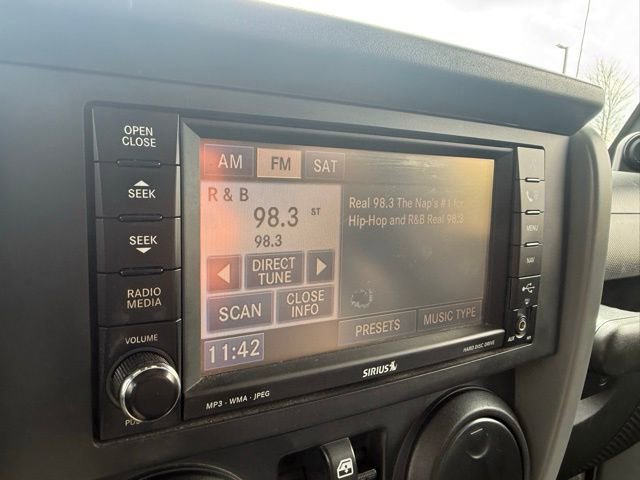 OPEN
CLOSE
SEEK
SEEK
RADIO
MEDIA
VOLUME
AM FM SAT
R & B
98.3 ST
98.3
DIRECT
TUNE
SCAN
CLOSE
INFO
11:42
Real 98.3 The Nap's #1 for
Hip-Hop and R&B Real 98.3
PRESETS
MUSIC TYPE
MP3 - WMA - JPEG
SIRIUS
HARD DISC DRIVE
MENU
NAV
AUX